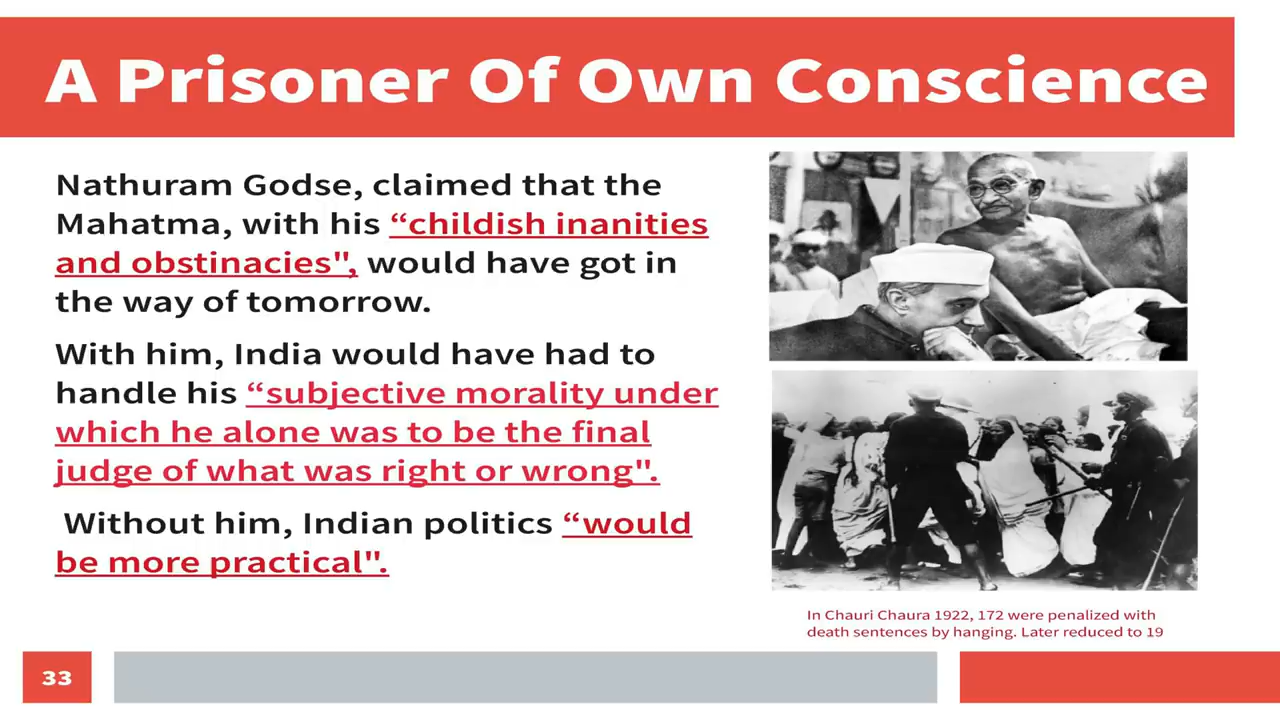 A Prisoner Of Own Conscience
Nathuram Godse, claimed that the
Mahatma, with his “childish inanities
and obstinacies", would have got in
the way of tomorrow.
With him, India would have had to
handle his “subjective morality under
which he alone was to be the final
judge of what was right or wrong".
Without him, Indian politics “would
be more practical".
In Chauri Chaura 1922, 172 were penalized with
death sentences by hanging. Later reduced to 19
33